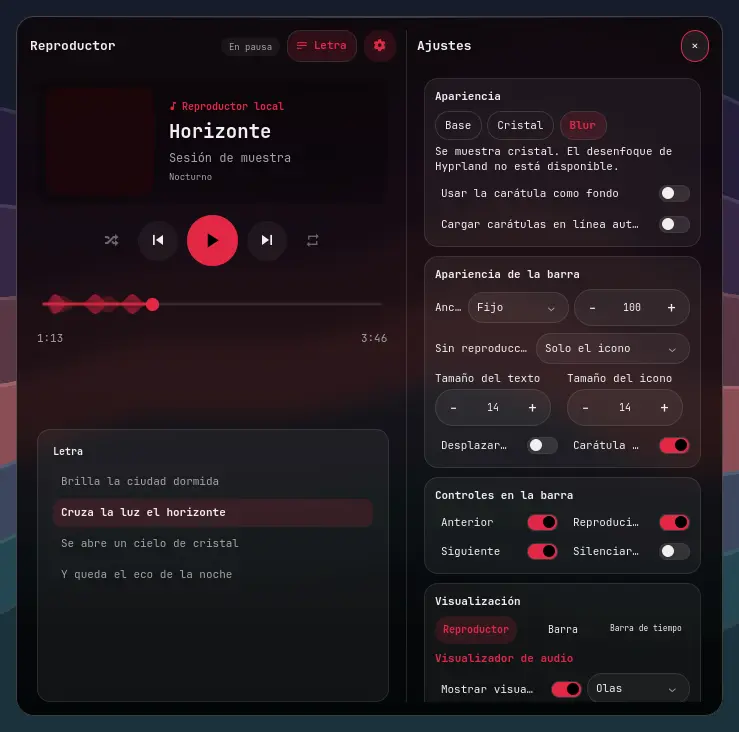 Reproductor
En pausa
Letra
Reproductor local
Horizonte
Sesión de muestra
Nocturno
1:13
3:46
Letra
Brilla la ciudad dormida
Cruza la luz el horizonte
Se abre un cielo de cristal
Y queda el eco de la noche
Ajustes
×
Apariencia
Base Cristal Blur
Se muestra cristal. El desenfoque de
Hyprland no está disponible.
Usar la carátula como fondo
Cargar carátulas en línea aut…
Apariencia de la barra
Anc… Fijo - 100 +
Sin reproducc… Solo el icono
Tamaño del texto Tamaño del icono
- 14 + - 14 +
Desplazar… Carátula …
Controles en la barra
Anterior Reproduci…
Siguiente Silenciar…
Visualización
Reproductor Barra Barra de tiempo
Visualizador de audio
Mostrar visua… Olas